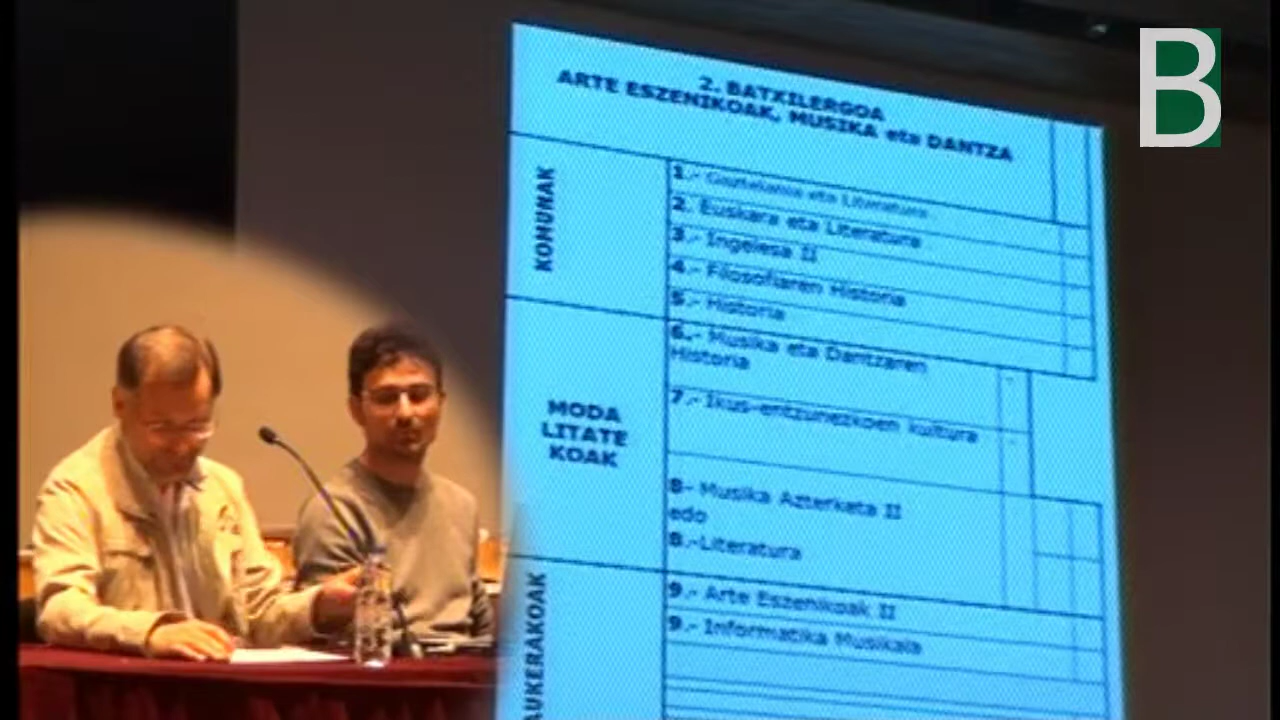 B
2. BATXILERGOA
ARTE ESZENIKOAK, MUSIKA eta DANTZA
KOMUNAK
1.- Gaztelania eta Literatura
2. Euskara eta Literatura
3.- Ingelesa II
4.- Filosofiaren Historia
5.- Historia
MODA
LITATE
KOAK
6.- Musika eta Dantzaren
Historia
7.- Ikus-entzunezkoen kultura
8- Musika Azterketa II
edo
8.-Literatura
AUKERAKOAK
9.- Arte Eszenikoak II
9.- Informatika Musikala